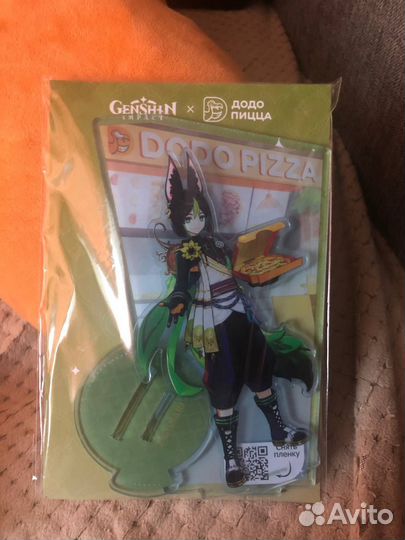 GENSHIN
IMPACT
×
ДОДО
ПИЦЦА
DODO PIZZA
Снять
пленку
Avito